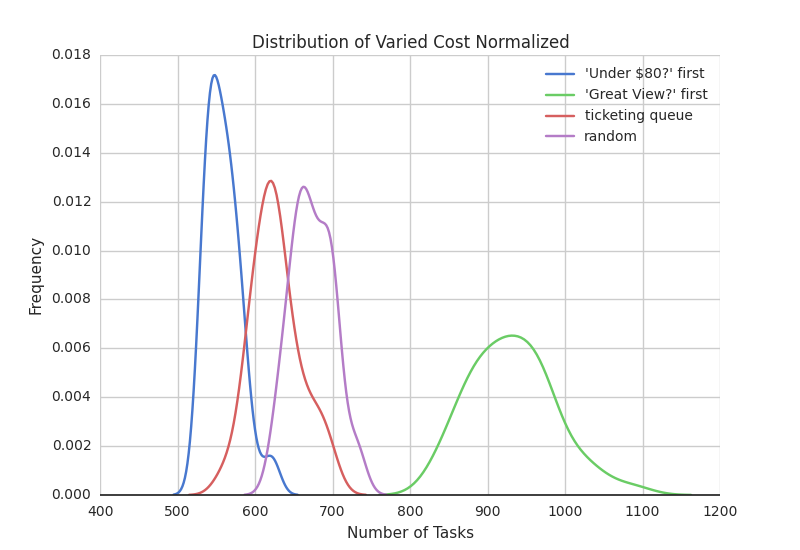 Distribution of Varied Cost Normalized
'Under $80?' first
'Great View?' first
ticketing queue
random
Frequency
0.018
0.016
0.014
0.012
0.010
0.008
0.006
0.004
0.002
0.000
400 500 600 700 800 900 1000 1100 1200
Number of Tasks